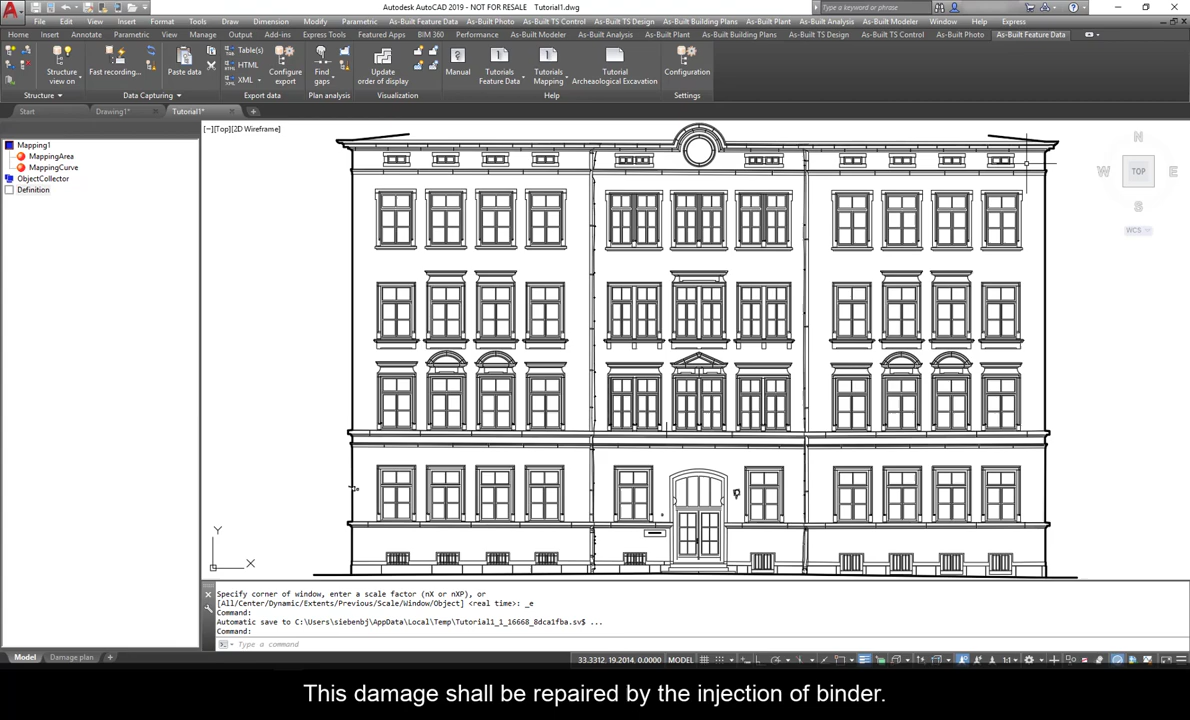 Autodesk AutoCAD 2019 - NOT FOR RESALE Tutorial1.dwg
Type a keyword or phrase
File Edit View Insert Format Tools Draw Dimension Modify Parametric As-Built Feature Data As-Built Photo As-Built TS Control As-Built TS Design As-Built Building Plans As-Built Plant As-Built Analysis As-Built Modeler Window Help Express
Home Insert Annotate Parametric View Manage Output Add-ins Express Tools Featured Apps BIM 360 Performance As-Built Modeler As-Built Analysis As-Built Plant As-Built Building Plans As-Built TS Design As-Built TS Control As-Built Photo As-Built Feature Data
Structure view on Fast recording... Paste data Table(s) HTML XML Configure export Find gaps Update order of display Manual Tutorials Feature Data Tutorials Mapping Tutorial Archaeological Excavation Configuration
Structure Data Capturing Export data Plan analysis Visualization Help Settings
Start Drawing1* Tutorial1*
[−][Top][2D Wireframe]
Mapping1
MappingArea
MappingCurve
ObjectCollector
Definition
N
W TOP E
S
WCS
Y
X
Specify corner of window, enter a scale factor (nX or nXP), or
[All/Center/Dynamic/Extents/Previous/Scale/Window/Object] <real time>: _e
Command:
Automatic save to C:\Users\siebenbj\AppData\Local\Temp\Tutorial1_1_16668_8dca1fba.sv$ ...
Command:
Type a command
Model Damage plan
33.3312, 19.2014, 0.0000 MODEL 1:1
This damage shall be repaired by the injection of binder.